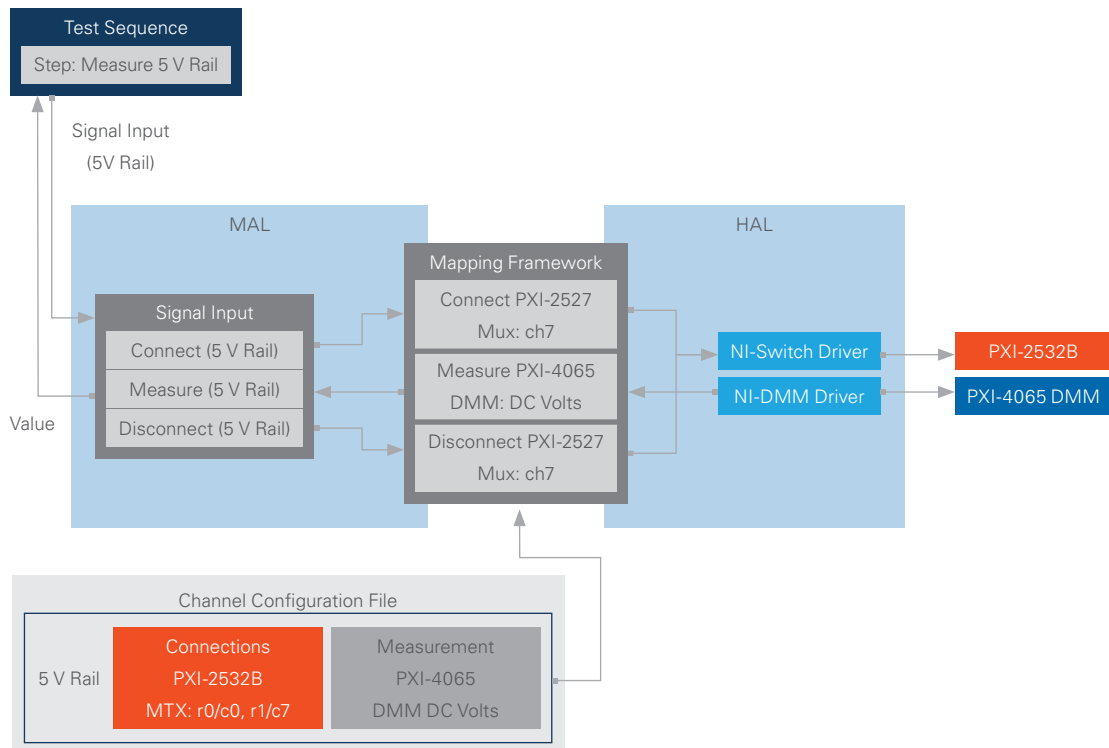 Test Sequence
Step: Measure 5 V Rail
Signal Input
(5V Rail)
MAL
HAL
Mapping Framework
Connect PXI-2527
Mux: ch7
Measure PXI-4065
DMM: DC Volts
Disconnect PXI-2527
Mux: ch7
Signal Input
Connect (5 V Rail)
Measure (5 V Rail)
Disconnect (5 V Rail)
Value
NI-Switch Driver
NI-DMM Driver
PXI-2532B
PXI-4065 DMM
Channel Configuration File
5 V Rail
Connections
PXI-2532B
MTX: r0/c0, r1/c7
Measurement
PXI-4065
DMM DC Volts